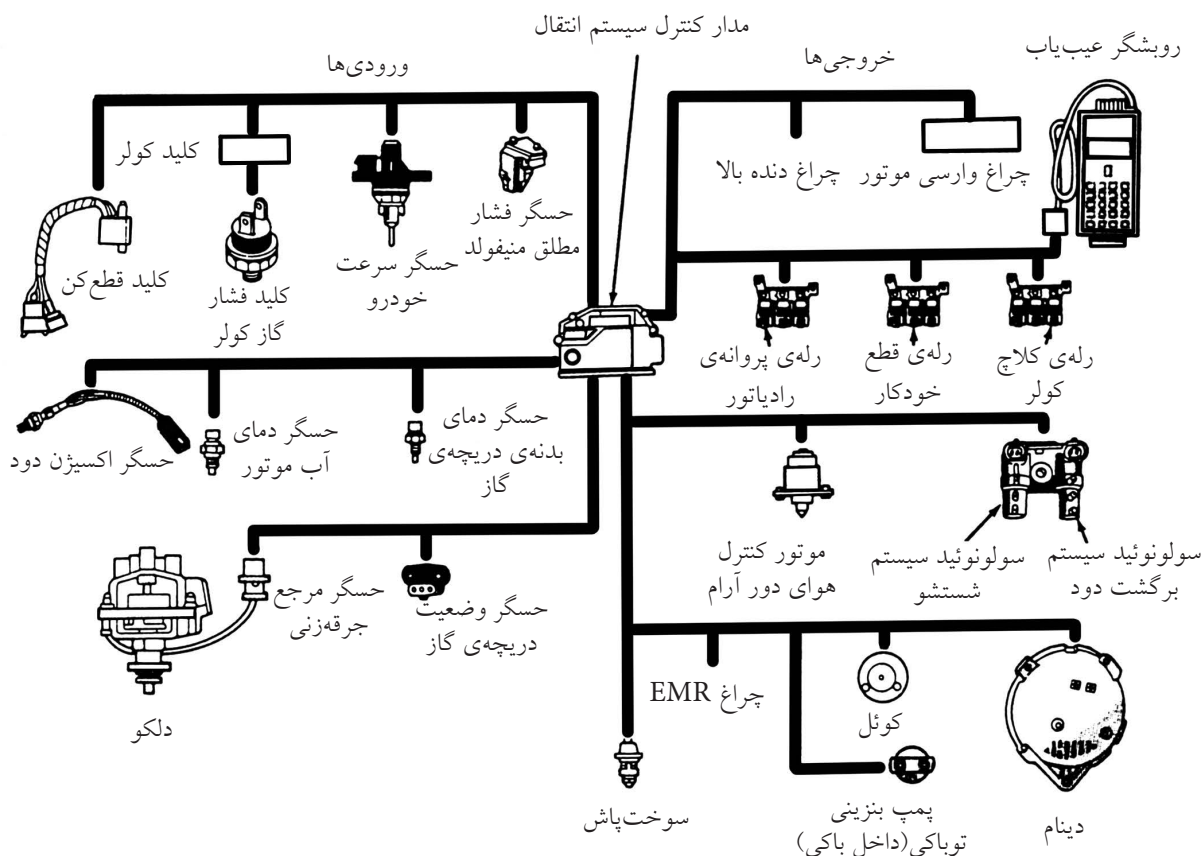 مدار کنترل سیستم انتقال
ورودی‌ها
خروجی‌ها
روبشگر عیب‌یاب
کلید کولر
کلید قطع‌کن
کلید فشار
گاز کولر
حسگر سرعت
خودرو
حسگر فشار
مطلق منیفولد
چراغ دنده بالا
چراغ وارسی موتور
رله‌ی پروانه‌ی
رادیاتور
رله‌ی قطع
خودکار
رله‌ی کلاچ
کولر
حسگر اکسیژن دود
حسگر دمای
آب موتور
حسگر دمای
بدنه‌ی دریچه‌ی
گاز
موتور کنترل
هوای دور آرام
سولونوئید سیستم
شستشو
سولونوئید سیستم
برگشت دود
دلکو
حسگر مرجع
جرقه‌زنی
حسگر وضعیت
دریچه‌ی گاز
چراغ EMR
کوئل
سوخت‌پاش
پمپ بنزینی
توباکی(داخل باکی)
دینام